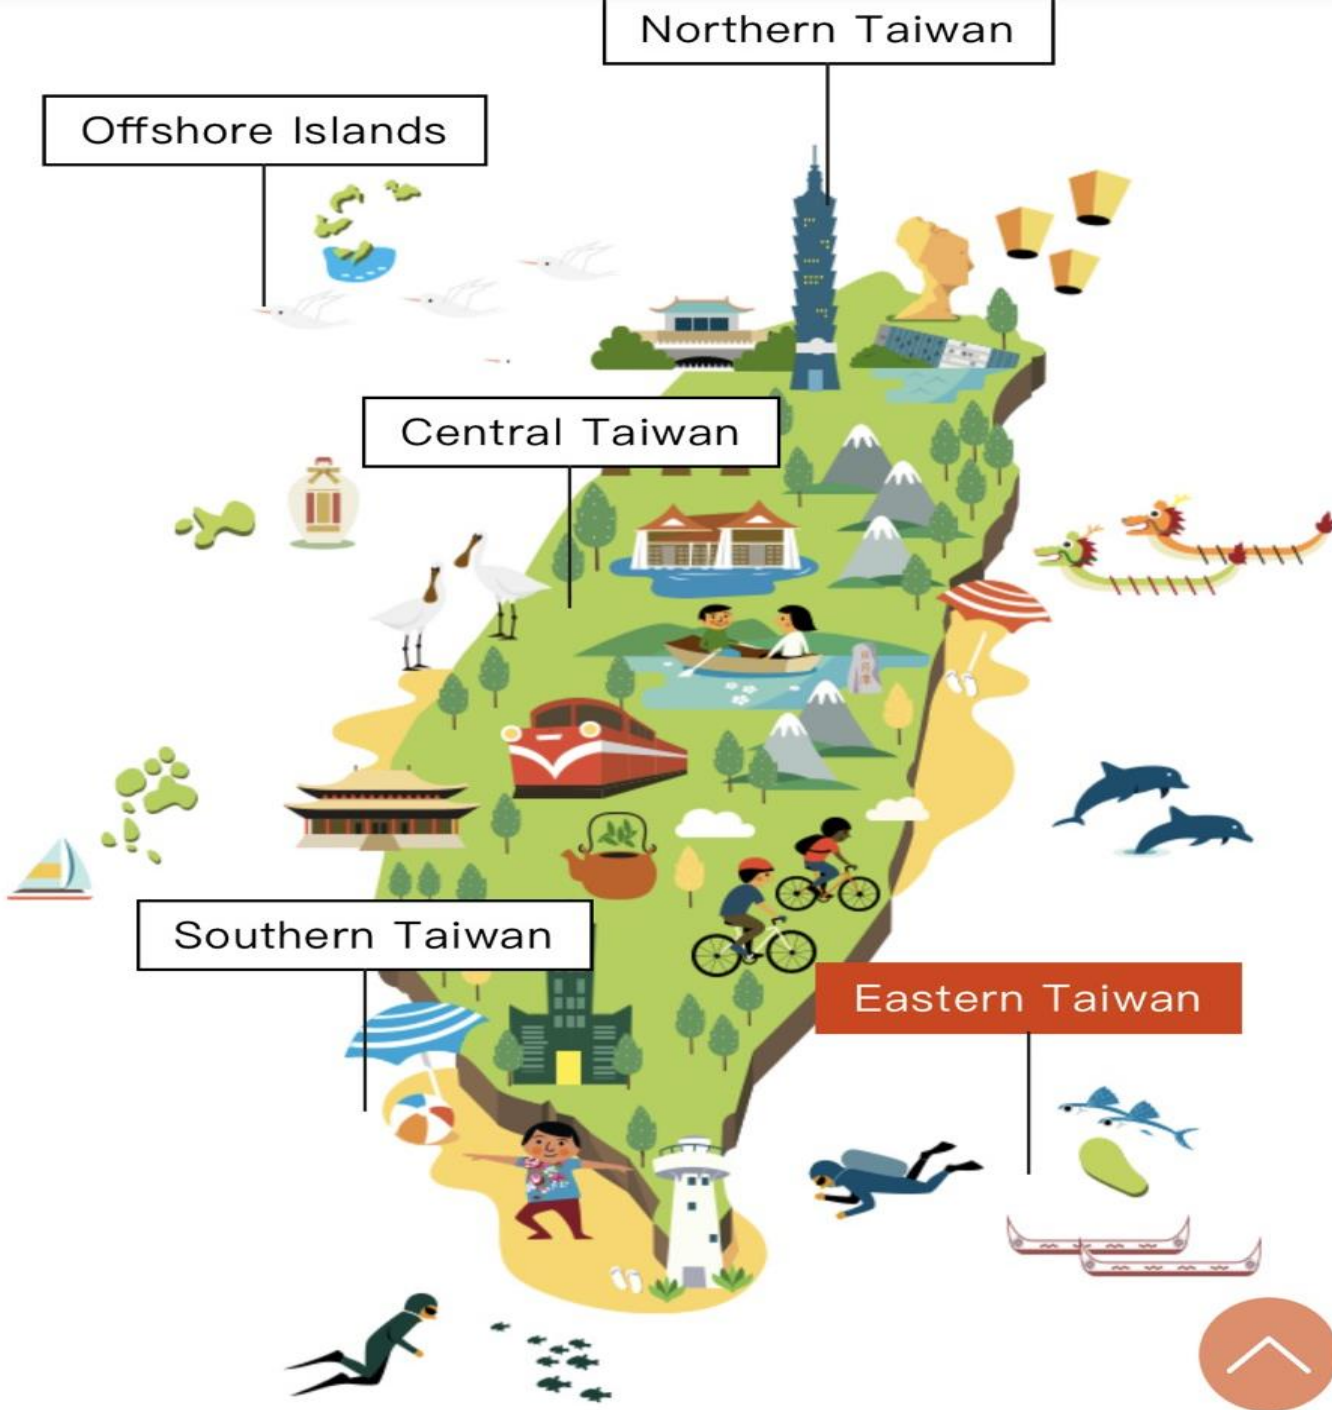 Northern Taiwan
Offshore Islands
Central Taiwan
Southern Taiwan
Eastern Taiwan